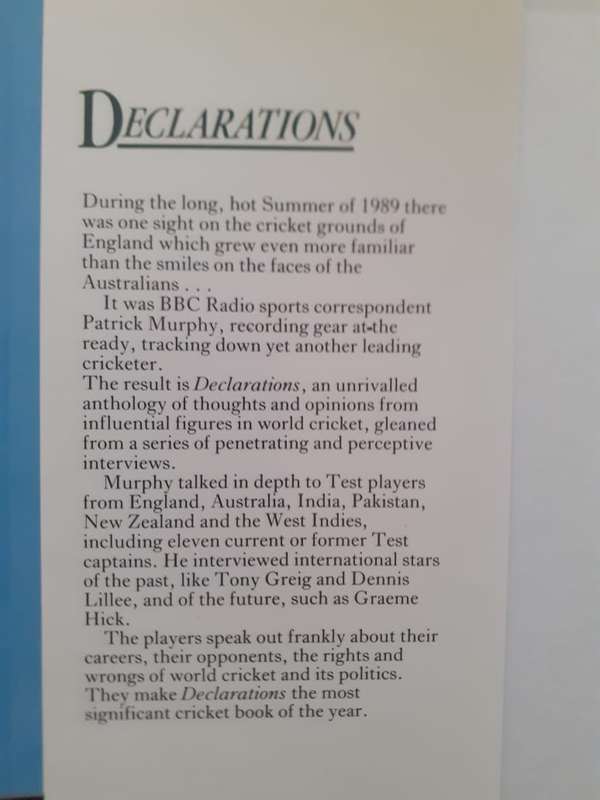 DECLARATIONS
During the long, hot Summer of 1989 there
was one sight on the cricket grounds of
England which grew even more familiar
than the smiles on the faces of the
Australians . . .
It was BBC Radio sports correspondent
Patrick Murphy, recording gear at-the
ready, tracking down yet another leading
cricketer.
The result is Declarations, an unrivalled
anthology of thoughts and opinions from
influential figures in world cricket, gleaned
from a series of penetrating and perceptive
interviews.
Murphy talked in depth to Test players
from England, Australia, India, Pakistan,
New Zealand and the West Indies,
including eleven current or former Test
captains. He interviewed international stars
of the past, like Tony Greig and Dennis
Lillee, and of the future, such as Graeme
Hick.
The players speak out frankly about their
careers, their opponents, the rights and
wrongs of world cricket and its politics.
They make Declarations the most
significant cricket book of the year.